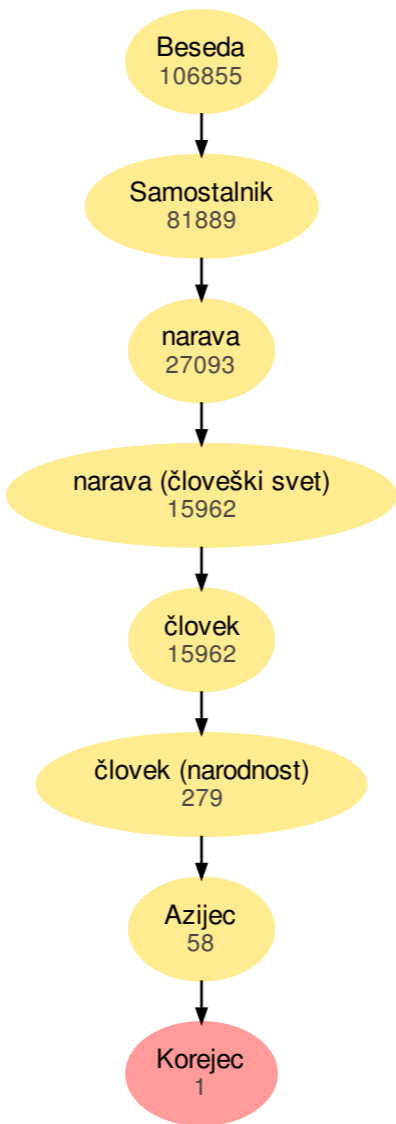 Beseda
106855
Samostalnik
81889
narava
27093
narava (človeški svet)
15962
človek
15962
človek (narodnost)
279
Azijec
58
Korejec
1